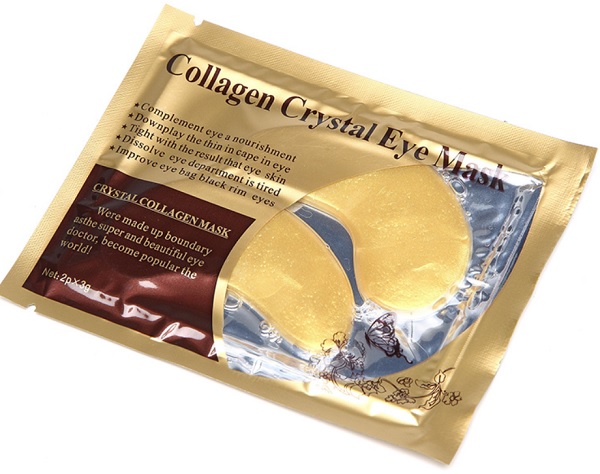 Collagen Crystal Eye Mask
★Complement eye a nourishment
★Downplay the thin in cape in eye
★Tight with the result that eye skin
★Dissolve eye department is tired
★Improve eye bag black rim eyes
CRYSTAL COLLAGEN MASK
Were made up boundary
asthe super and beautiful eye
doctor, become popular the
world!
Net: 2p×3g